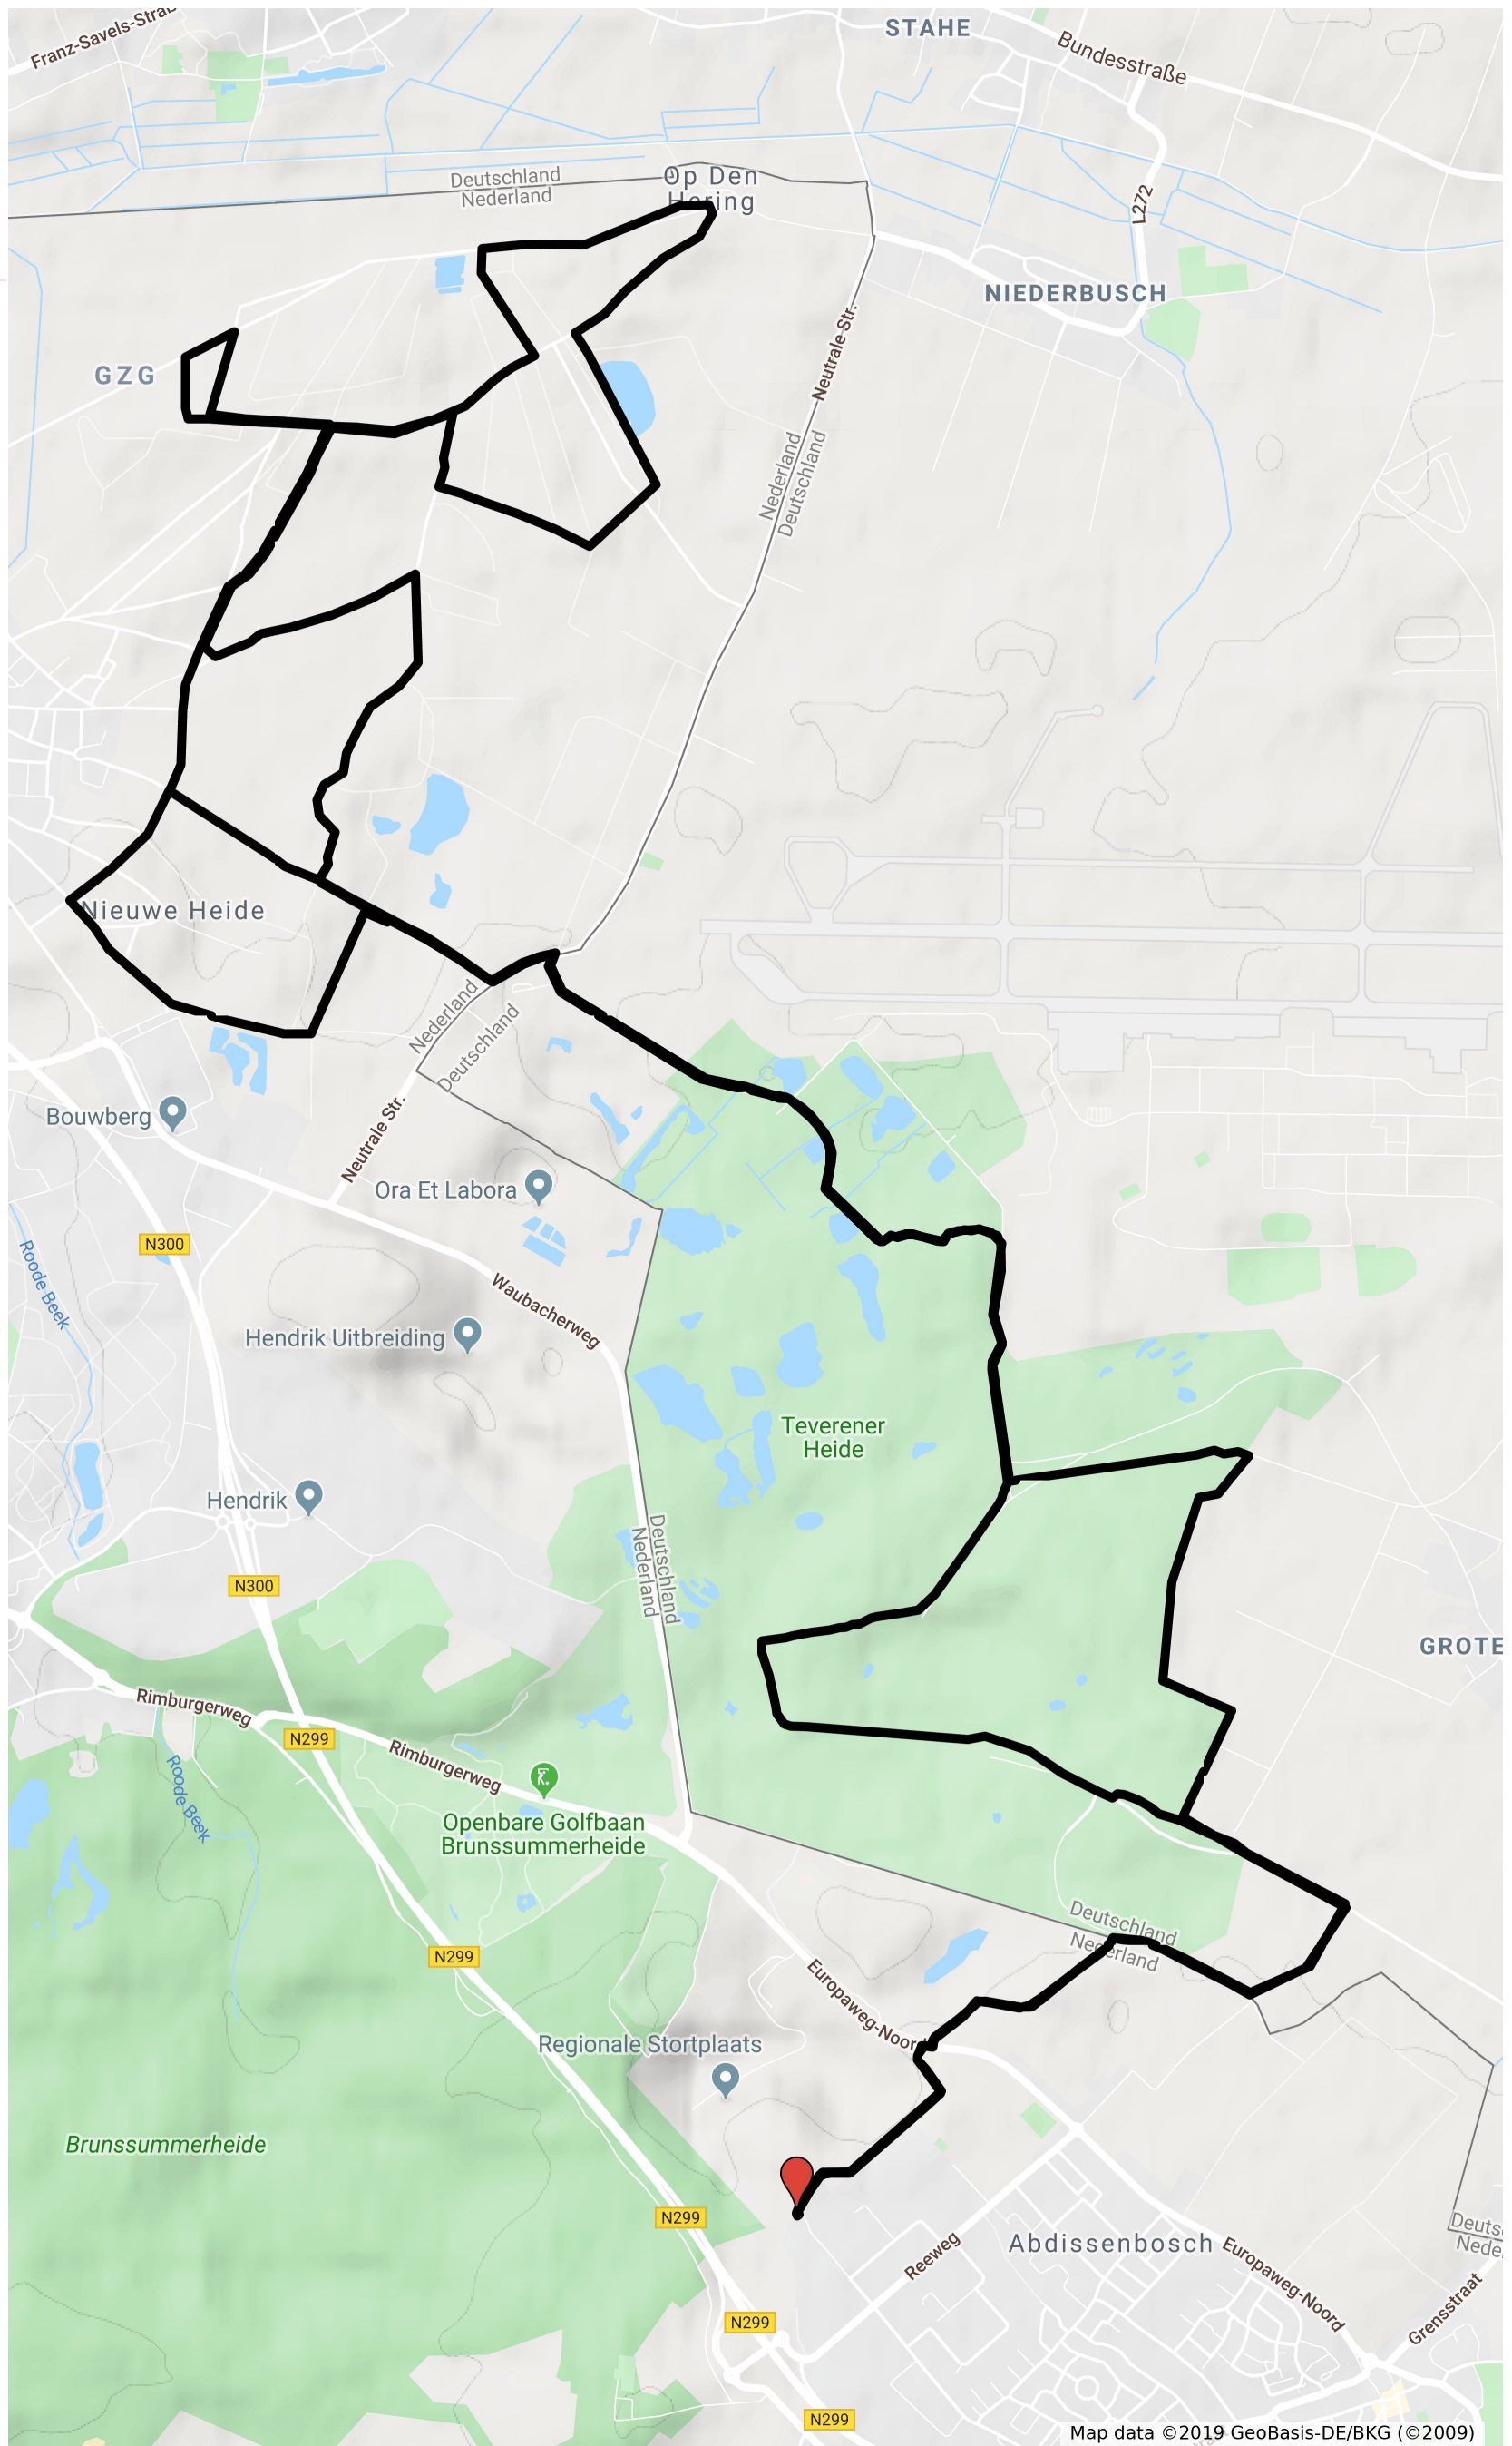 Franz-Savels-Straß
STAHE
Bundesstraße
Deutschland
Nederland
Op Den
Hering
L272
NIEDERBUSCH
Neutrale Str.
GZG
Nederland
Deutschland
Nieuwe Heide
Nederland
Deutschland
Bouwberg
Neutrale Str.
Ora Et Labora
N300
Roode Beek
Waubacherweg
Hendrik Uitbreiding
Teverener
Heide
Hendrik
Deutschland
Nederland
N300
GROTE
Rimburgerweg
N299
Rimburgerweg
Roode Beek
Openbare Golfbaan
Brunssummerheide
Deutschland
Nederland
N299
Europaweg-Noord
Regionale Stortplaats
Brunssummerheide
N299
Abdissenbosch
Deutsc
Neder
Reeweg
Europaweg-Noord
Grensstraat
N299
N299
Map data ©2019 GeoBasis-DE/BKG (©2009)